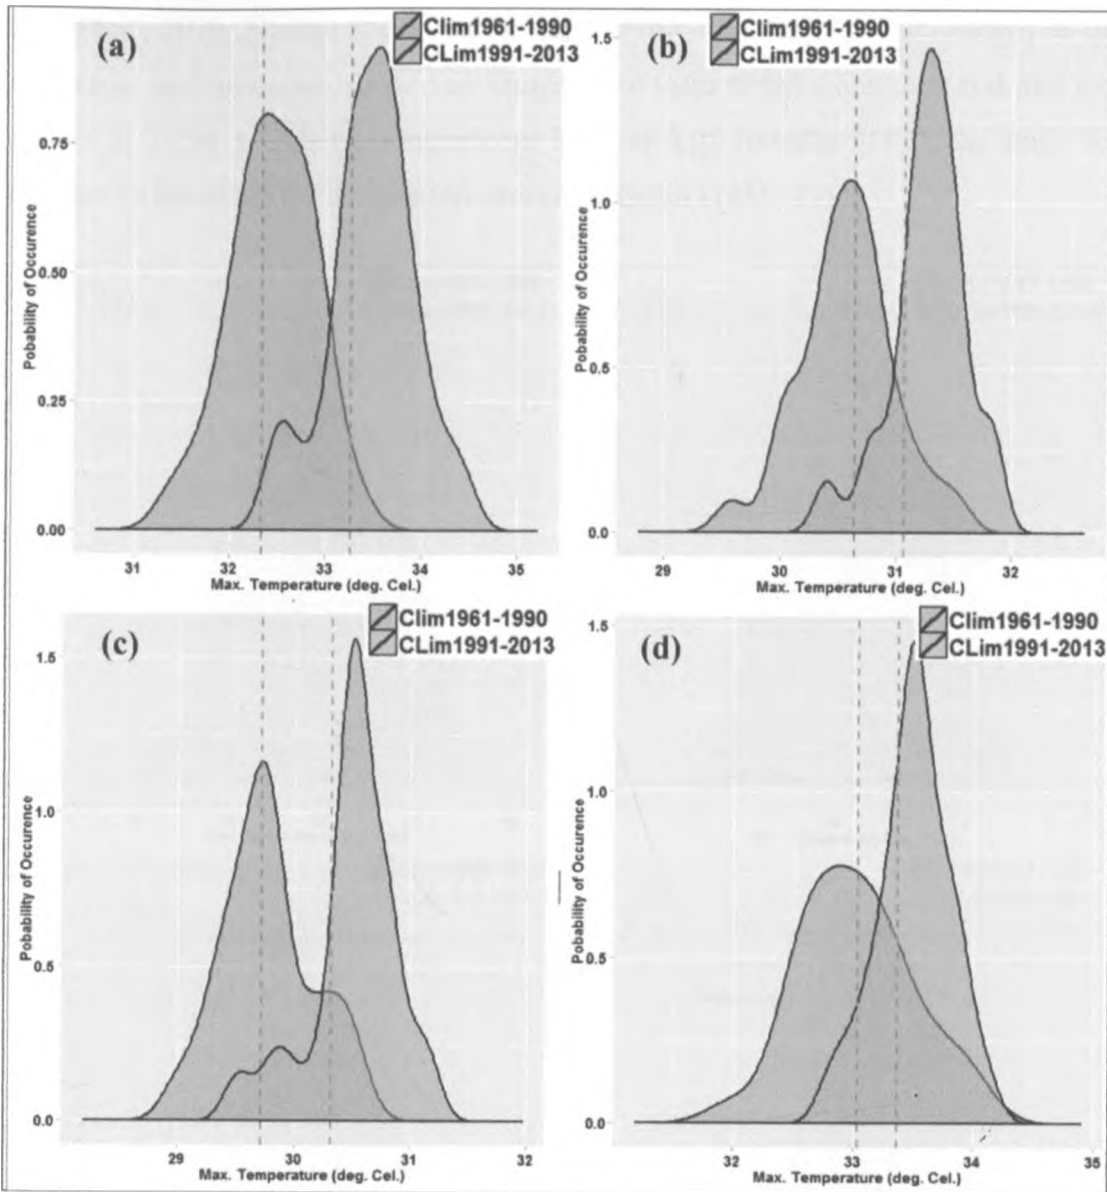 (a)
Clim1961-1990
CLim1991-2013
Pobability of Occurence
0.75
0.50
0.25
0.00
31 32 33 34 35
Max. Temperature (deg. Cel.)
(b)
Clim1961-1990
CLim1991-2013
Pobability of Occurence
1.5
1.0
0.5
0.0
29 30 31 32
Max. Temperature (deg. Cel.)
(c)
Clim1961-1990
CLim1991-2013
Pobability of Occurence
1.5
1.0
0.5
0.0
29 30 31 32
Max. Temperature (deg. Cel.)
(d)
Clim1961-1990
CLim1991-2013
Pobability of Occurence
1.5
1.0
0.5
0.0
32 33 34 35
Max. Temperature (deg. Cel.)